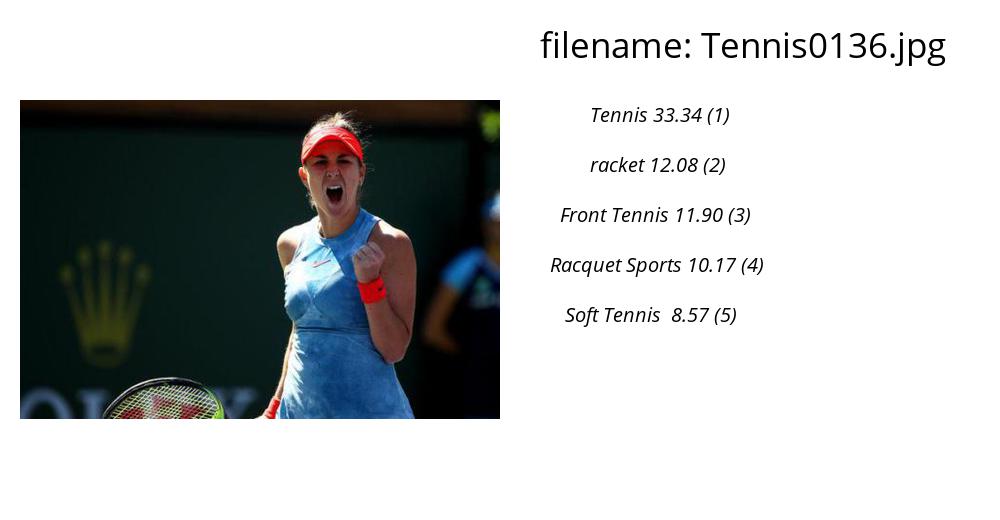 filename: Tennis0136.jpg
Tennis 33.34 (1)
racket 12.08 (2)
Front Tennis 11.90 (3)
Racquet Sports 10.17 (4)
Soft Tennis  8.57 (5)